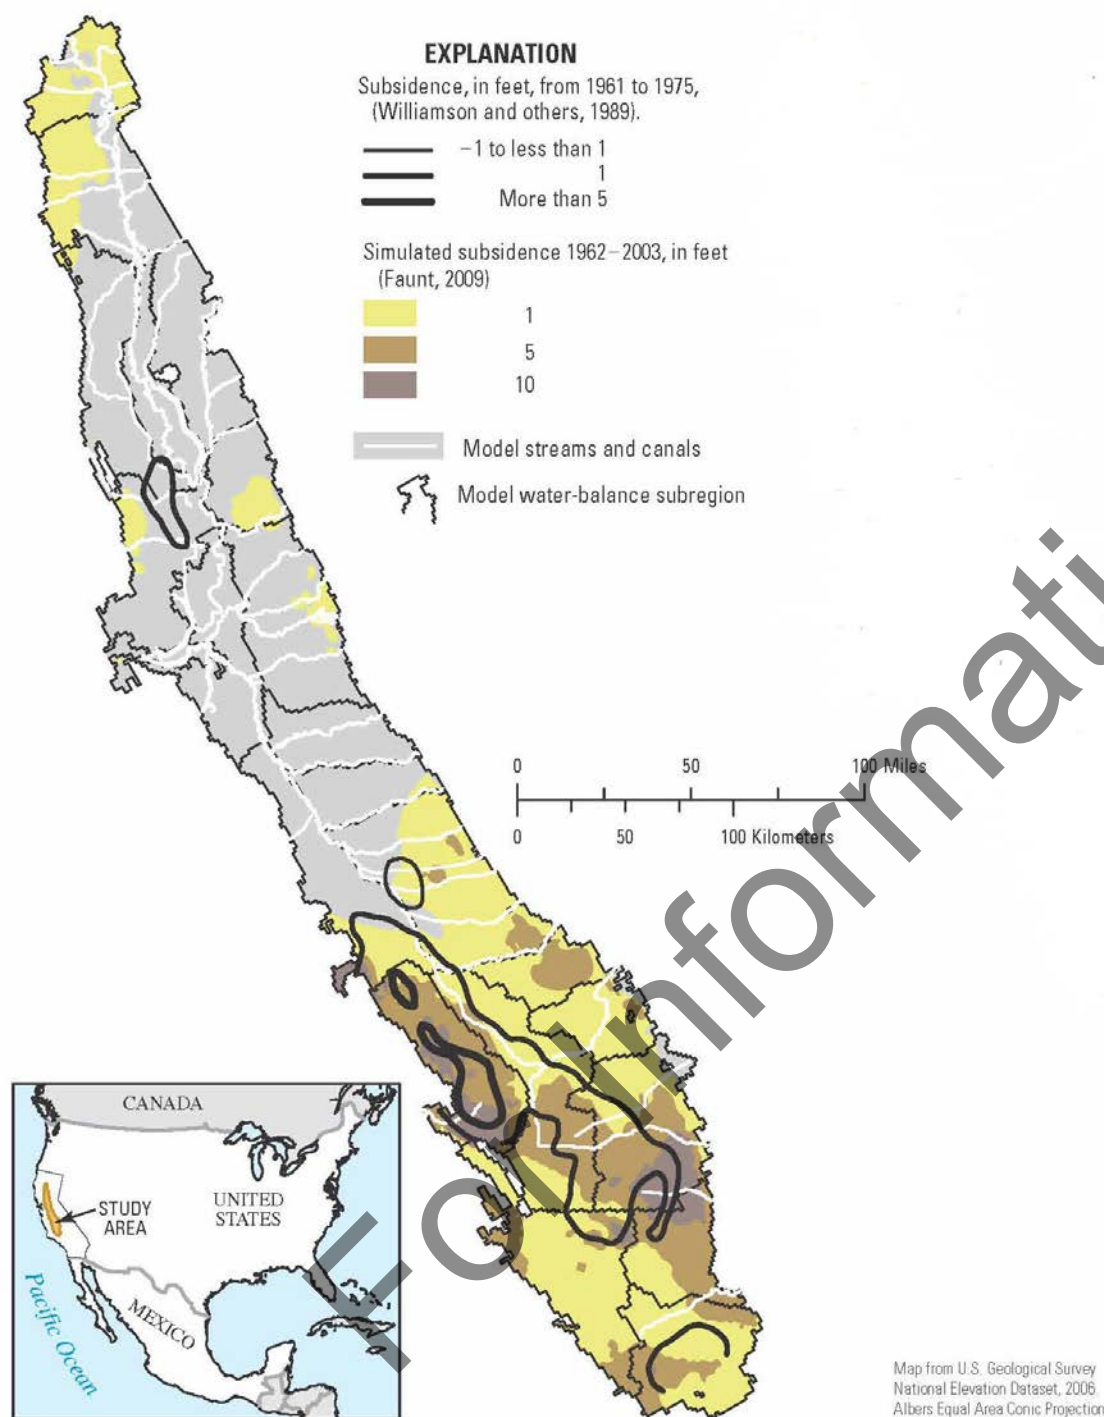 EXPLANATION
Subsidence, in feet, from 1961 to 1975,
(Williamson and others, 1989).
−1 to less than 1
1
More than 5
Simulated subsidence 1962–2003, in feet
(Faunt, 2009)
1
5
10
Model streams and canals
Model water-balance subregion
0 50 100 Miles
0 50 100 Kilometers
For Informati
CANADA
UNITED
STATES
STUDY
AREA
MEXICO
Pacific Ocean
Map from U.S. Geological Survey
National Elevation Dataset, 2006
Albers Equal Area Conic Projection